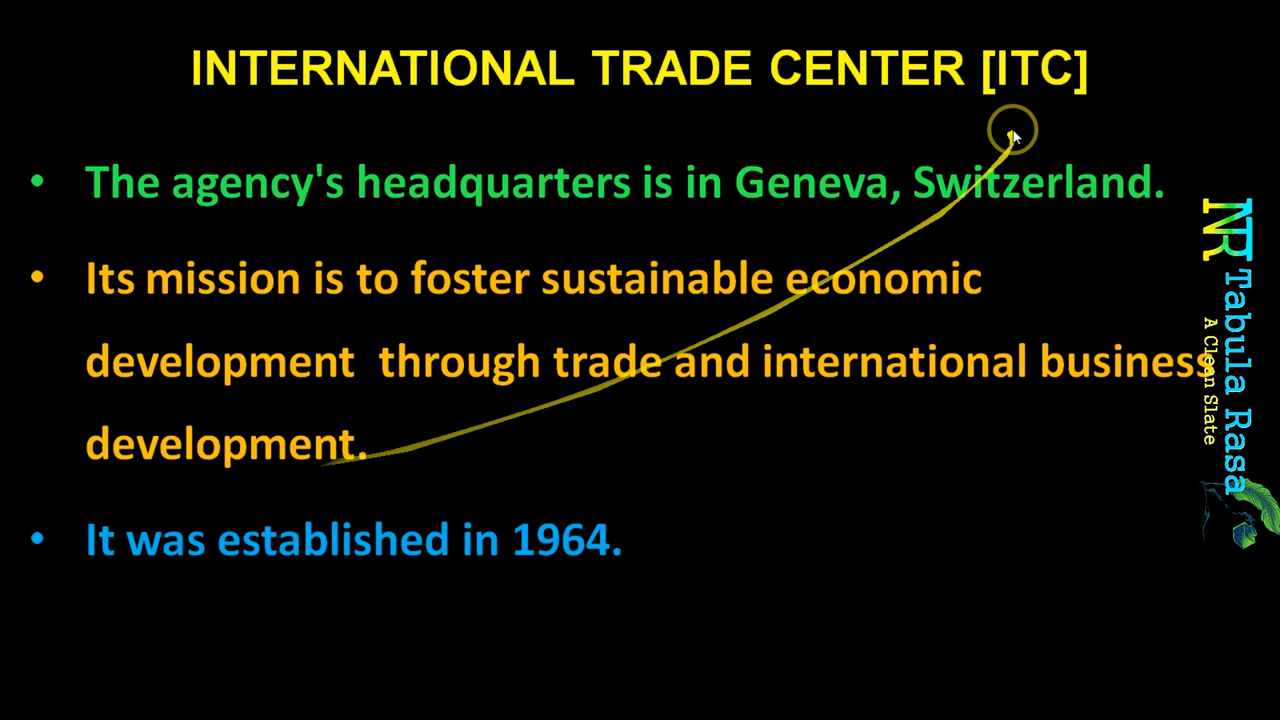 INTERNATIONAL TRADE CENTER [ITC]
• The agency's headquarters is in Geneva, Switzerland.
• Its mission is to foster sustainable economic
development through trade and international business
development.
• It was established in 1964.
NR
Tabula Rasa
A Clean Slate